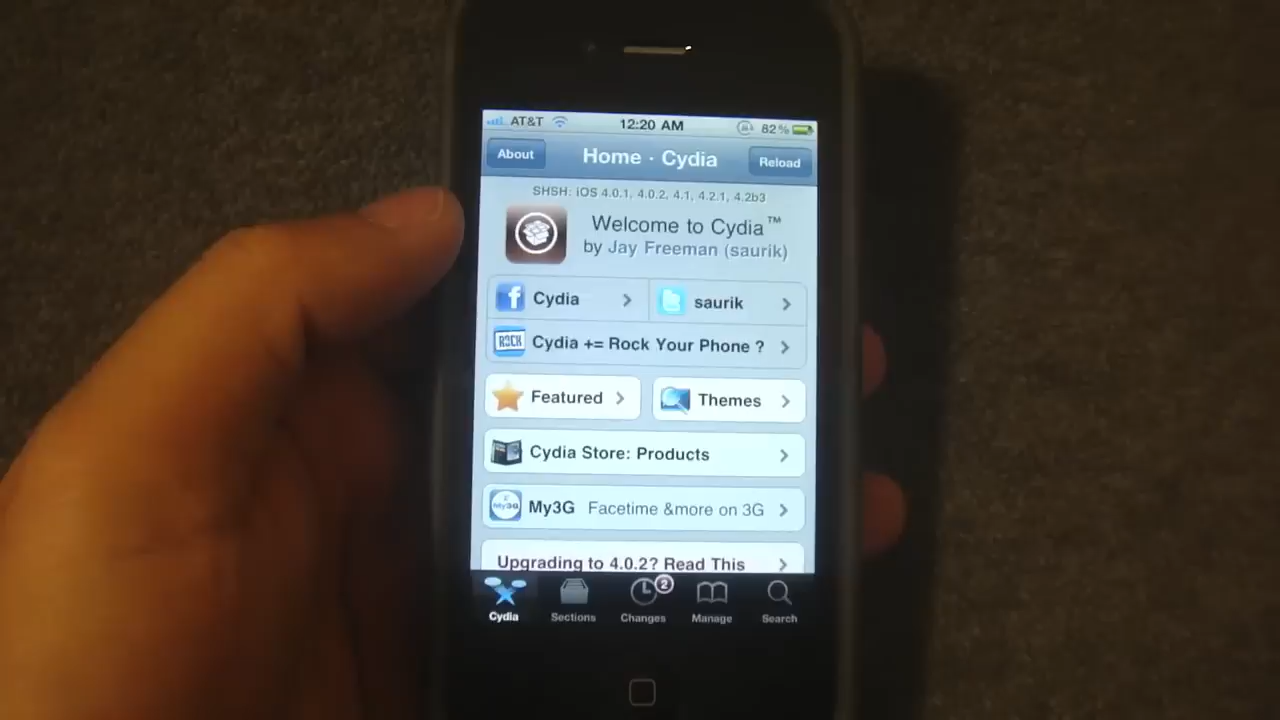 AT&T 12:20 AM 82%
About Home · Cydia Reload
SHSH: iOS 4.0.1, 4.0.2, 4.1, 4.2.1, 4.2b3
Welcome to Cydia™
by Jay Freeman (saurik)
f Cydia saurik
ROCK Cydia += Rock Your Phone ?
Featured Themes
Cydia Store: Products
My3G My3G Facetime &more on 3G
Upgrading to 4.0.2? Read This
2
Cydia Sections Changes Manage Search